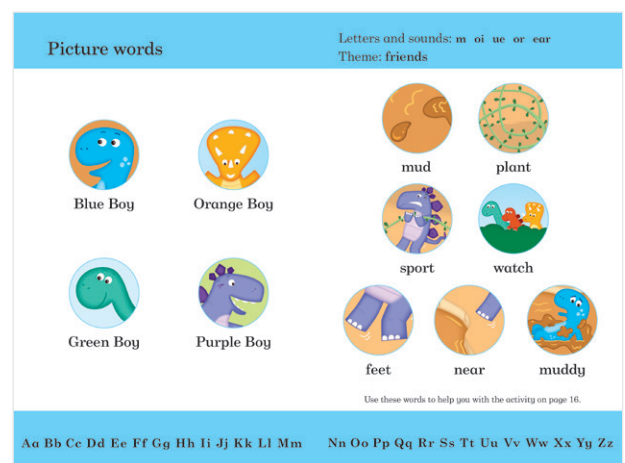 Picture words
Blue Boy
Orange Boy
Green Boy
Purple Boy
Aa Bb Cc Dd Ee Ff Gg Hh Ii Jj Kk Ll Mm
Letters and sounds: m oi ue or ear
Theme: friends
mud
plant
sport
watch
feet
near
muddy
Use these words to help you with the activity on page 16.
Nn Oo Pp Qq Rr Ss Tt Uu Vv Ww Xx Yy Zz